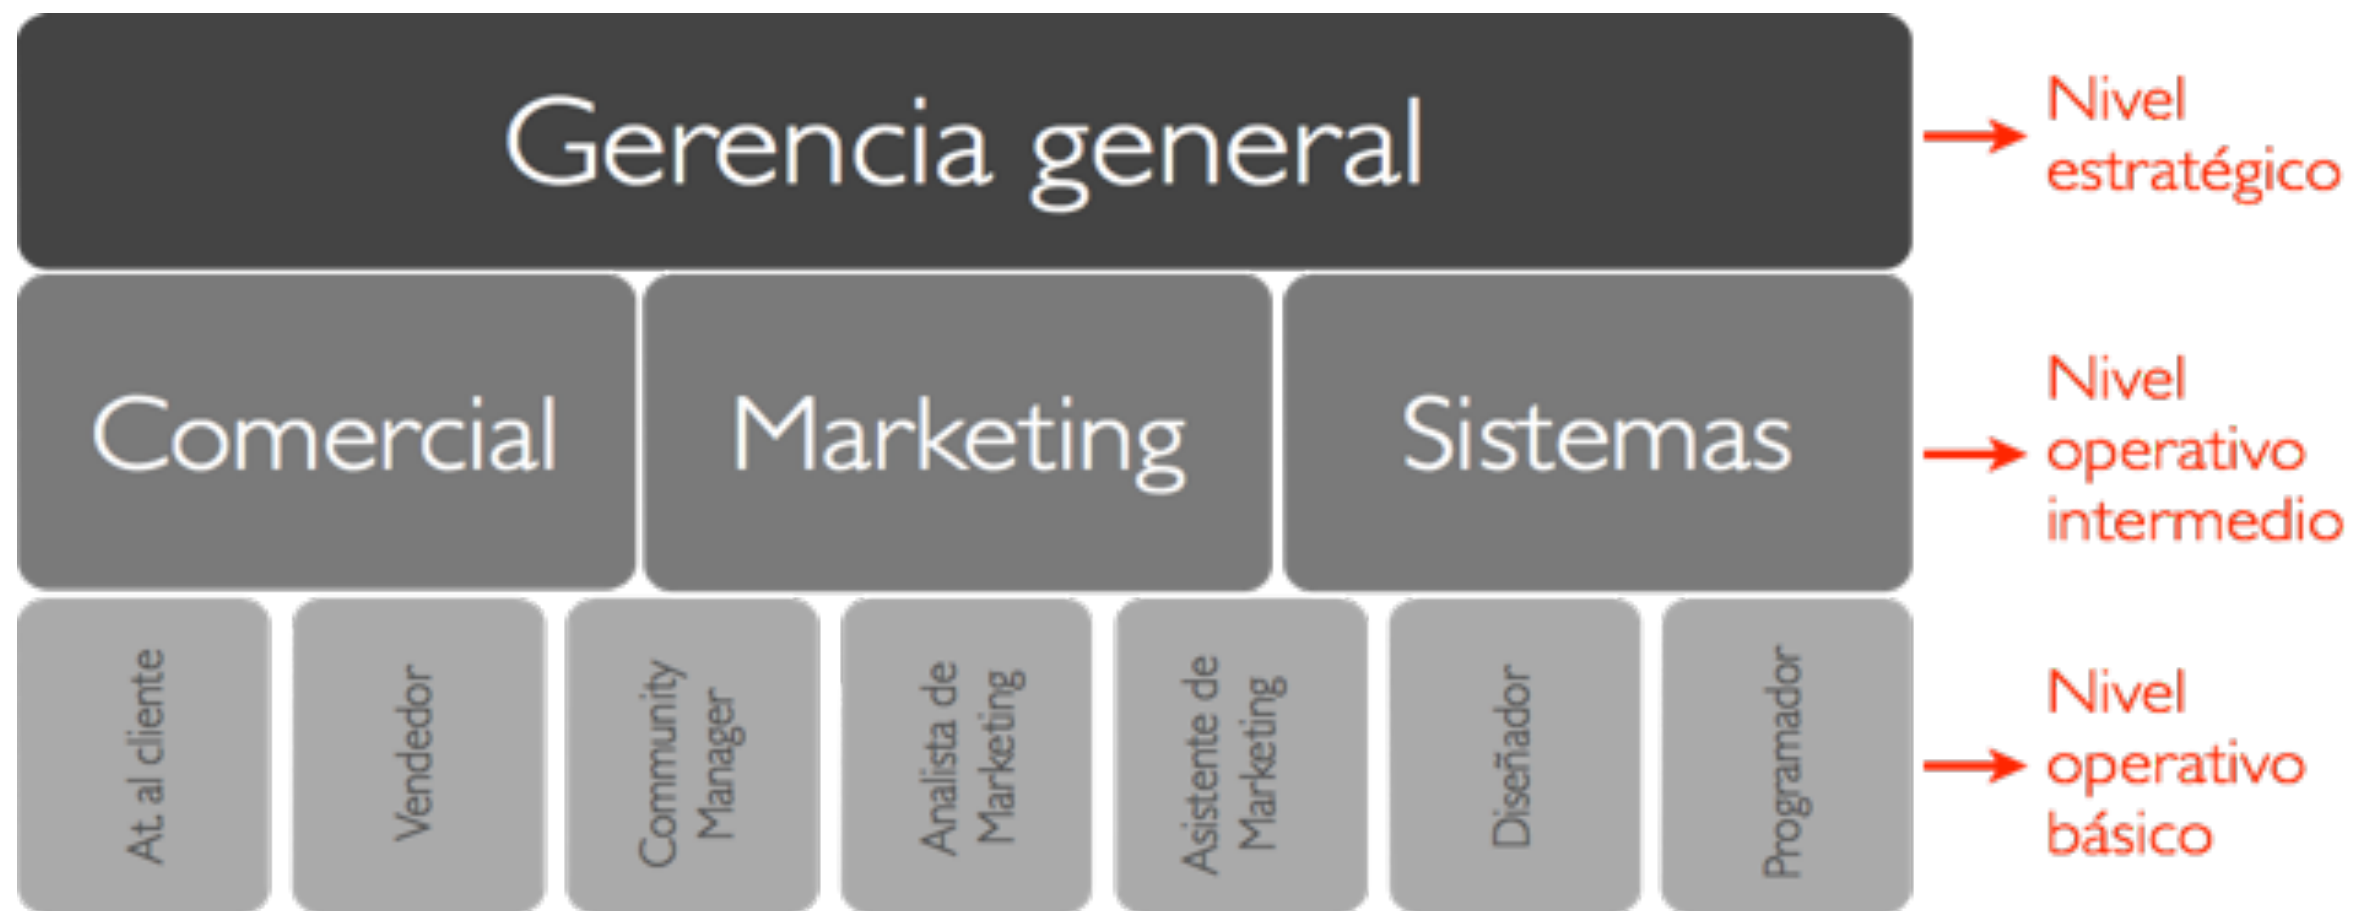 Gerencia general
Nivel
estratégico
Comercial
Marketing
Sistemas
Nivel
operativo
intermedio
At. al cliente
Vendedor
Community
Manager
Analista de
Marketing
Asistente de
Marketing
Diseñador
Programador
Nivel
operativo
básico